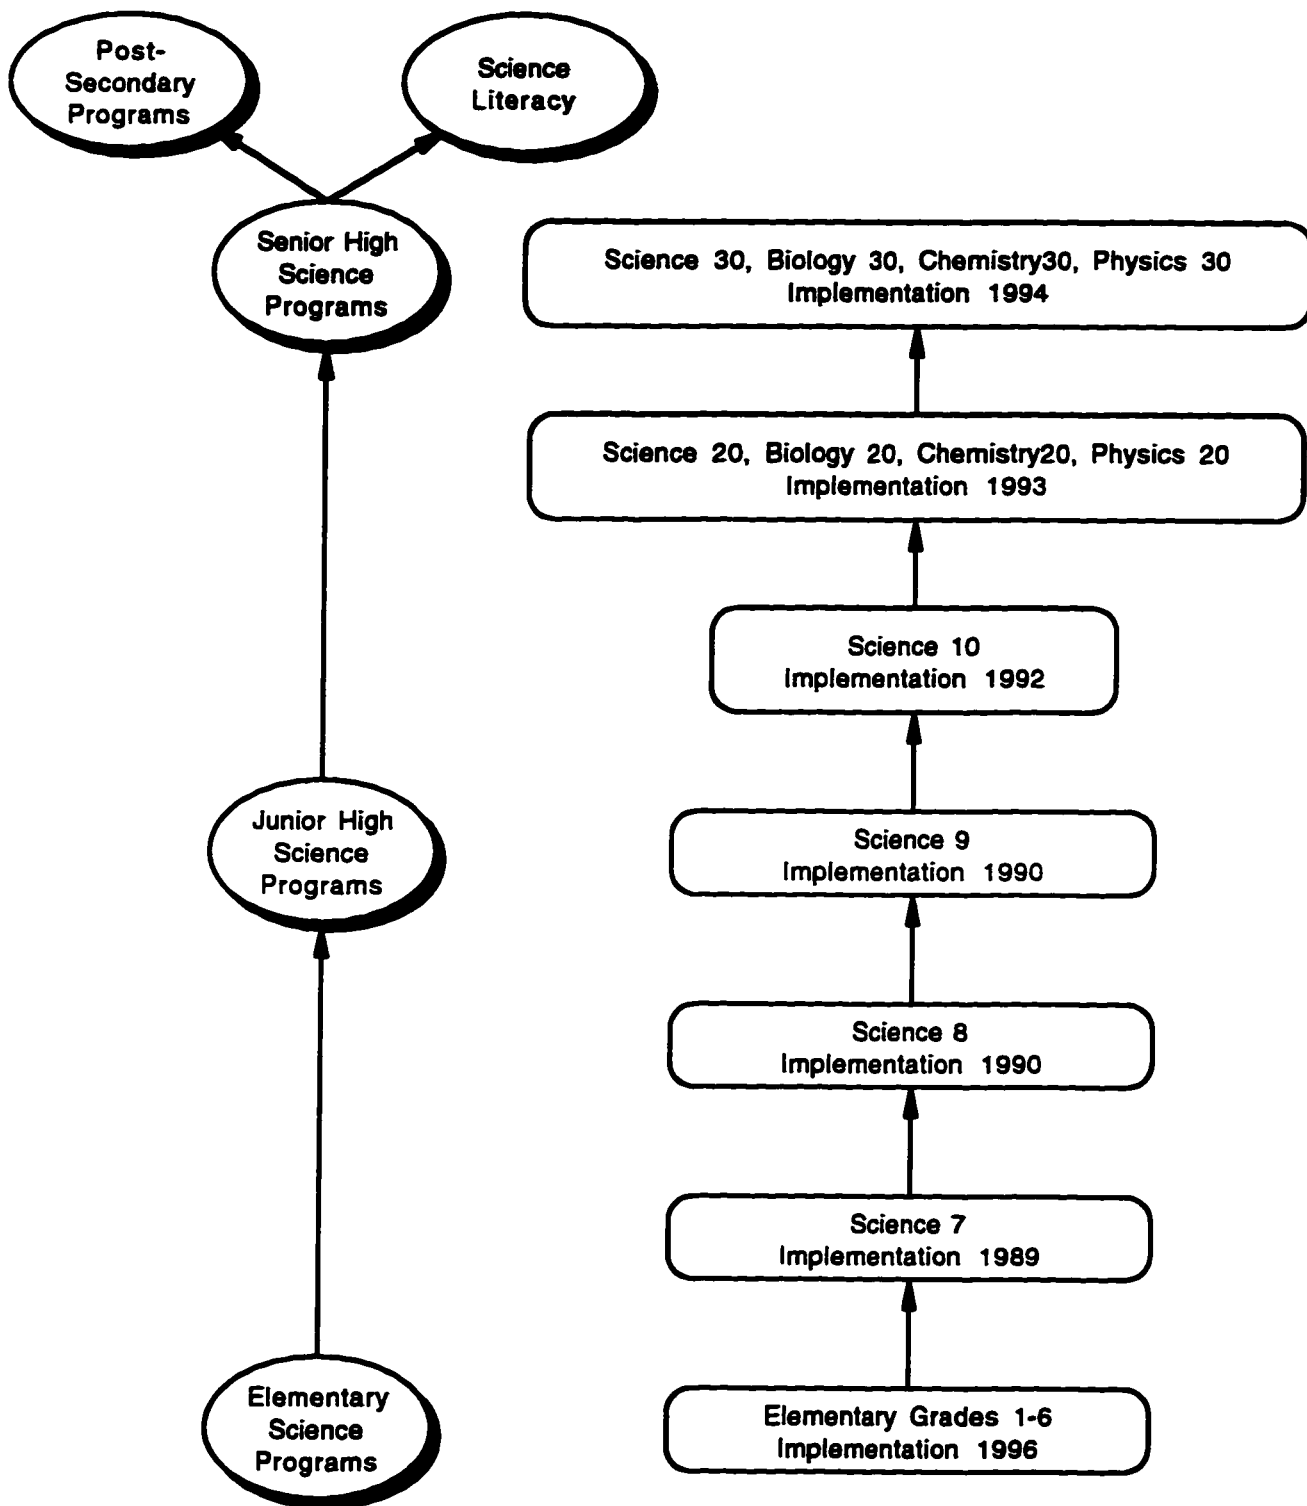 Post-
Secondary
Programs
Science
Literacy
Senior High
Science
Programs
Science 30, Biology 30, Chemistry30, Physics 30
Implementation 1994
Science 20, Biology 20, Chemistry20, Physics 20
Implementation 1993
Science 10
Implementation 1992
Junior High
Science
Programs
Science 9
Implementation 1990
Science 8
Implementation 1990
Science 7
Implementation 1989
Elementary
Science
Programs
Elementary Grades 1-6
Implementation 1996